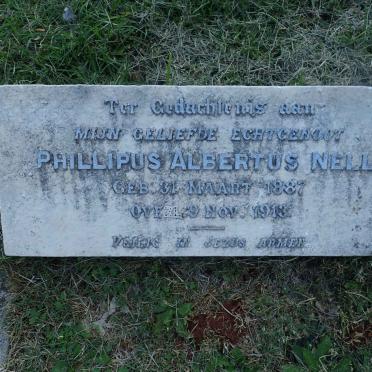 Ter Gedachtenis aan
MIJN GELIEFDE ECHTGENOOT
PHILLIPUS ALBERTUS NELL
GEB. 31 MAART 1887
9 NOV. 1918
VEILIG IN JEZUS ARMEN